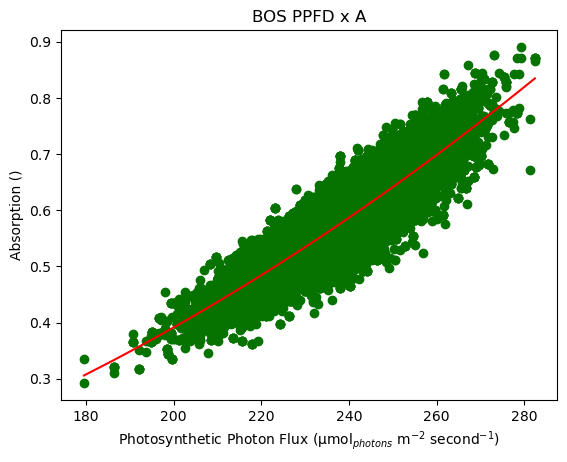 BOS PPFD x A
0.9
0.8
0.7
0.6
0.5
0.4
0.3
Absorption ()
180 200 220 240 260 280
Photosynthetic Photon Flux (μmol_photons m⁻² second⁻¹)